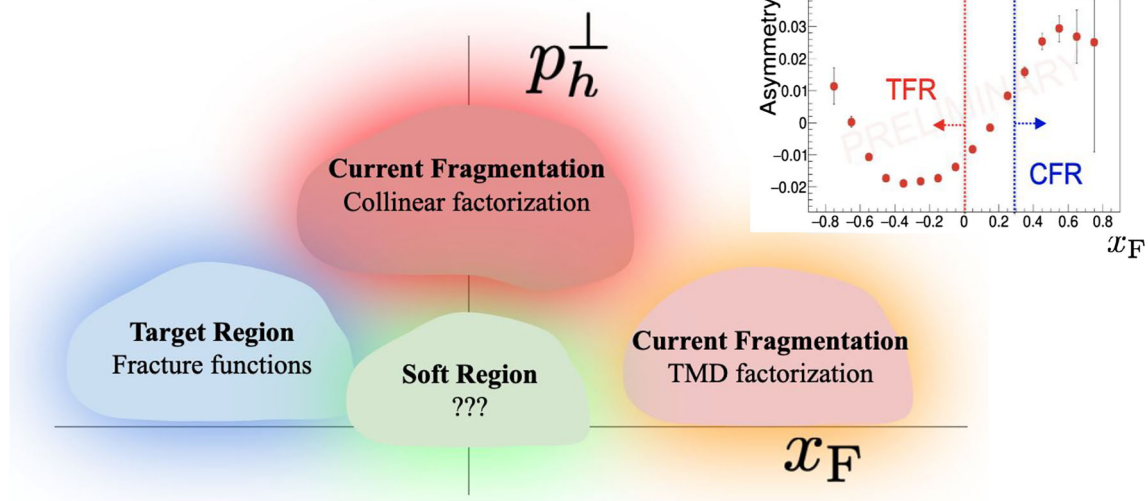 p_h^⊥
Current Fragmentation
Collinear factorization
Target Region
Fracture functions
Soft Region
???
Current Fragmentation
TMD factorization
x_F
Asymmetry
0.03
0.02
0.01
0
−0.01
−0.02
PRELIMINARY
TFR
CFR
−0.8 −0.6 −0.4 −0.2 0 0.2 0.4 0.6 0.8
x_F